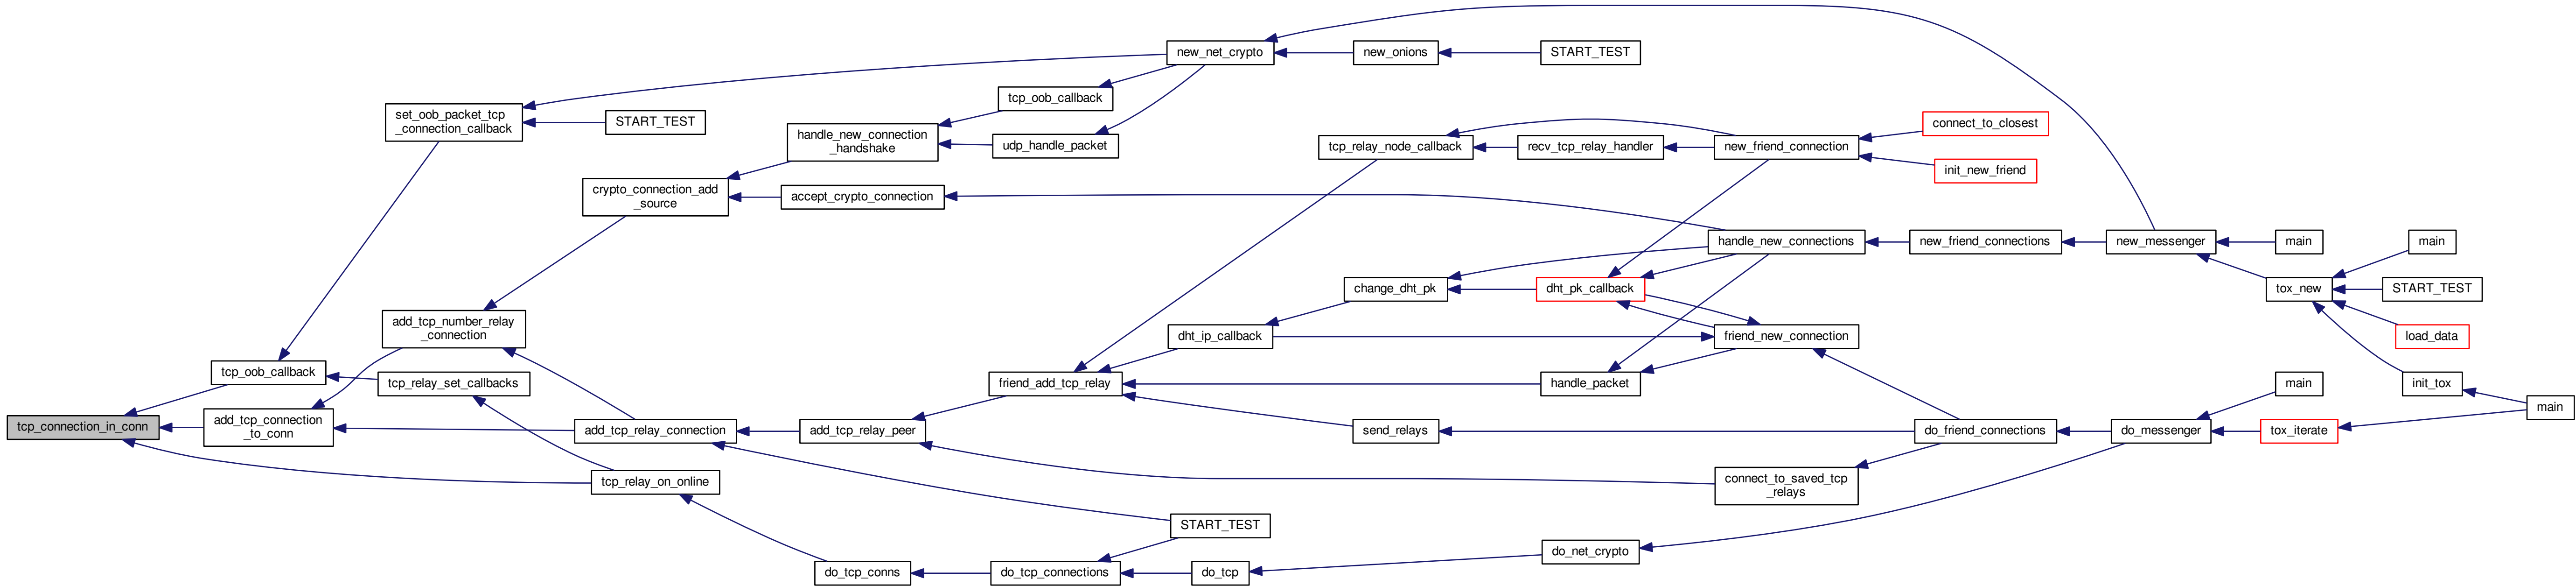 tcp_connection_in_conn
tcp_oob_callback
set_oob_packet_tcp
_connection_callback
new_net_crypto
new_onions
START_TEST
new_messenger
main
tox_new
main
START_TEST
load_data
init_tox
main
START_TEST
tcp_relay_set_callbacks
tcp_relay_on_online
do_tcp_conns
do_tcp_connections
START_TEST
do_tcp
do_net_crypto
do_messenger
main
tox_iterate
add_tcp_connection
_to_conn
add_tcp_number_relay
_connection
crypto_connection_add
_source
handle_new_connection
_handshake
tcp_oob_callback
udp_handle_packet
accept_crypto_connection
handle_new_connections
new_friend_connections
add_tcp_relay_connection
add_tcp_relay_peer
friend_add_tcp_relay
tcp_relay_node_callback
recv_tcp_relay_handler
new_friend_connection
connect_to_closest
init_new_friend
dht_ip_callback
change_dht_pk
dht_pk_callback
friend_new_connection
do_friend_connections
handle_packet
send_relays
connect_to_saved_tcp
_relays